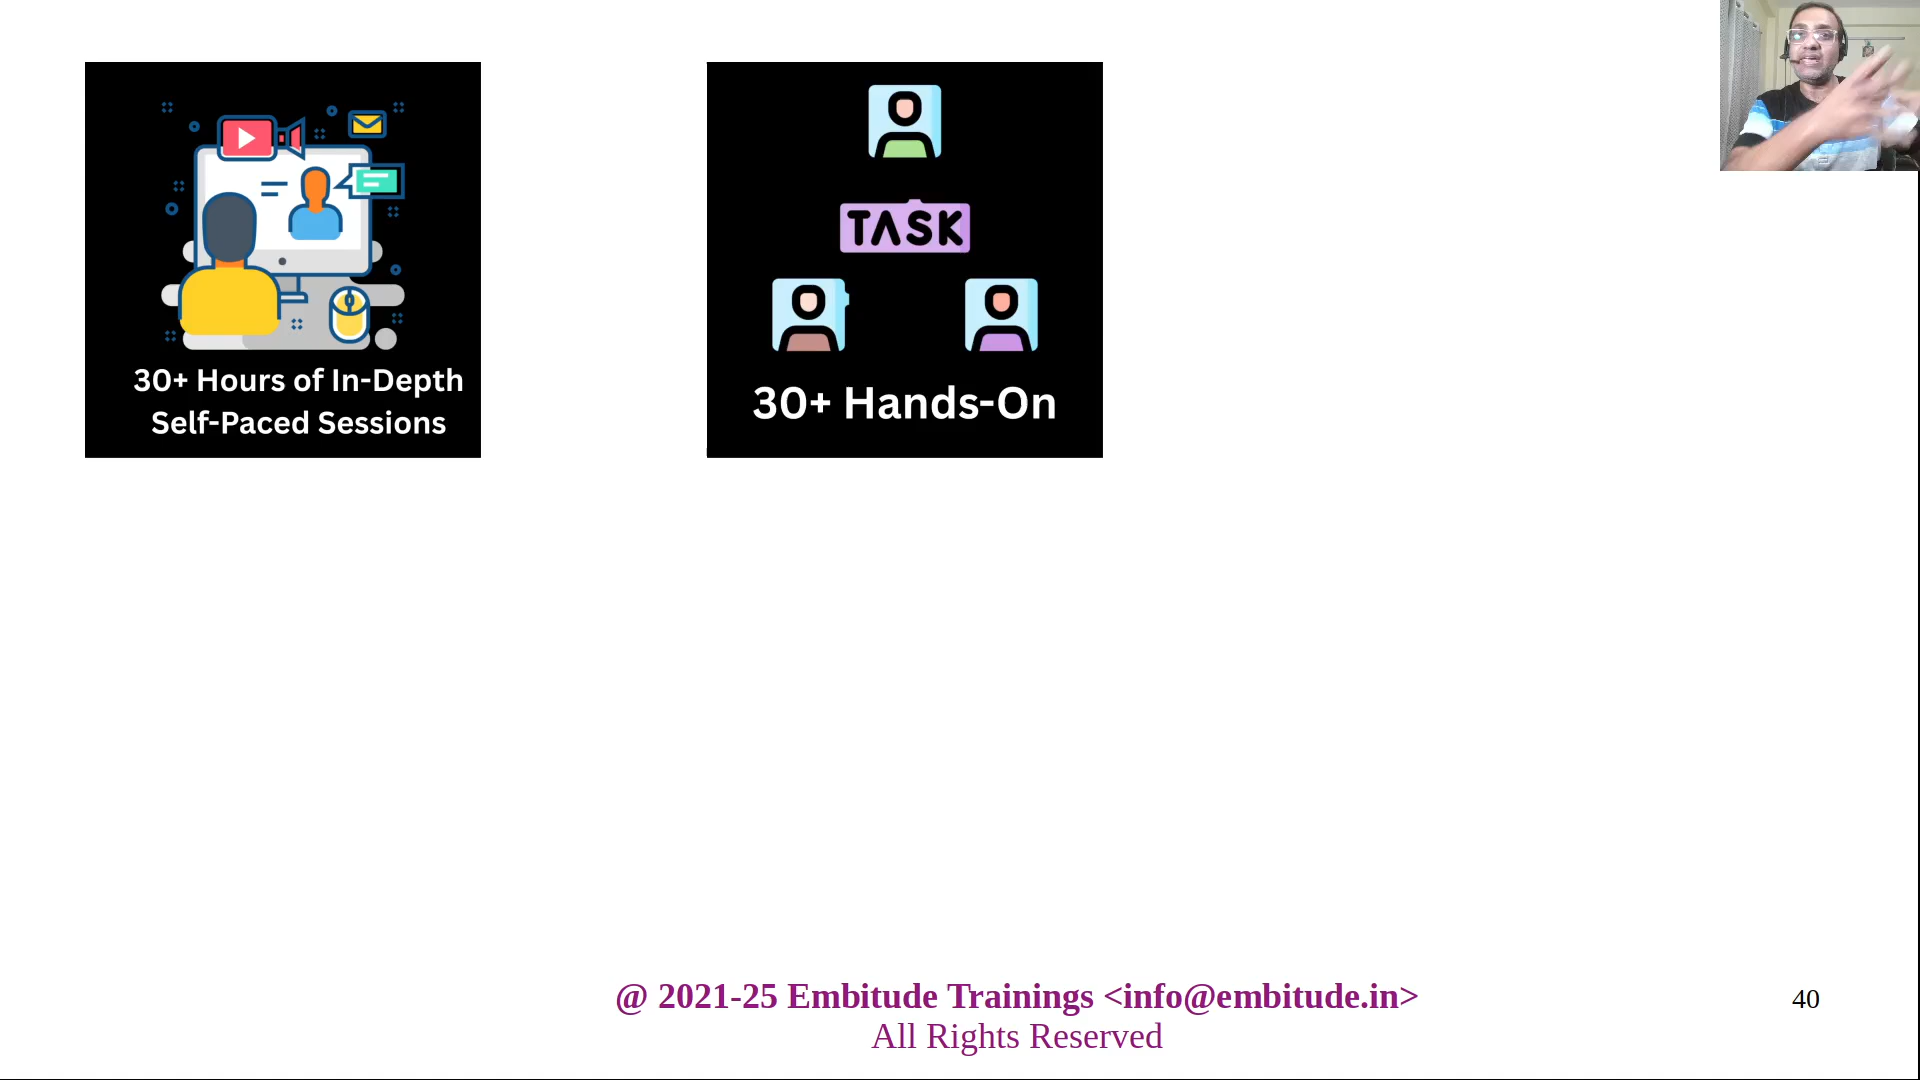 30+ Hours of In-Depth
Self-Paced Sessions
TASK
30+ Hands-On
@ 2021-25 Embitude Trainings <info@embitude.in>
All Rights Reserved
40